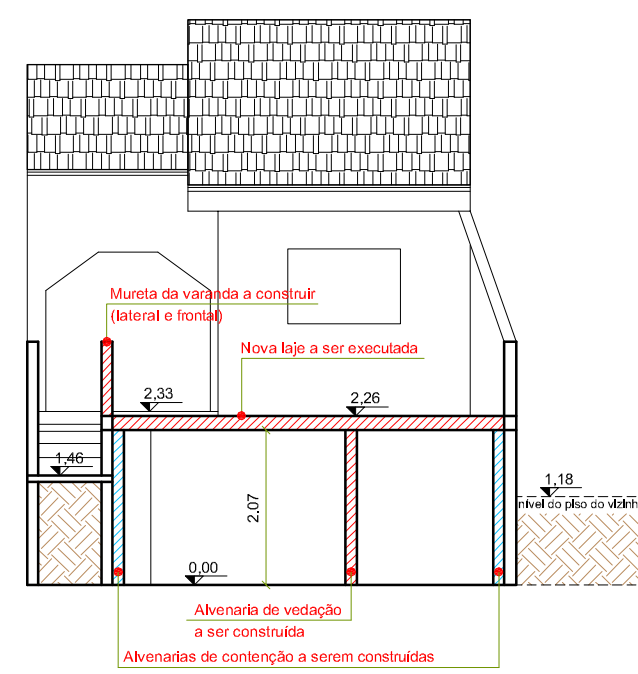 Mureta da varanda a construir
(lateral e frontal)
Nova laje a ser executada
2,33
2,26
1,46
1,18
nível do piso do vizinh
2,07
0,00
Alvenaria de vedação
a ser construída
Alvenarias de contenção a serem construídas